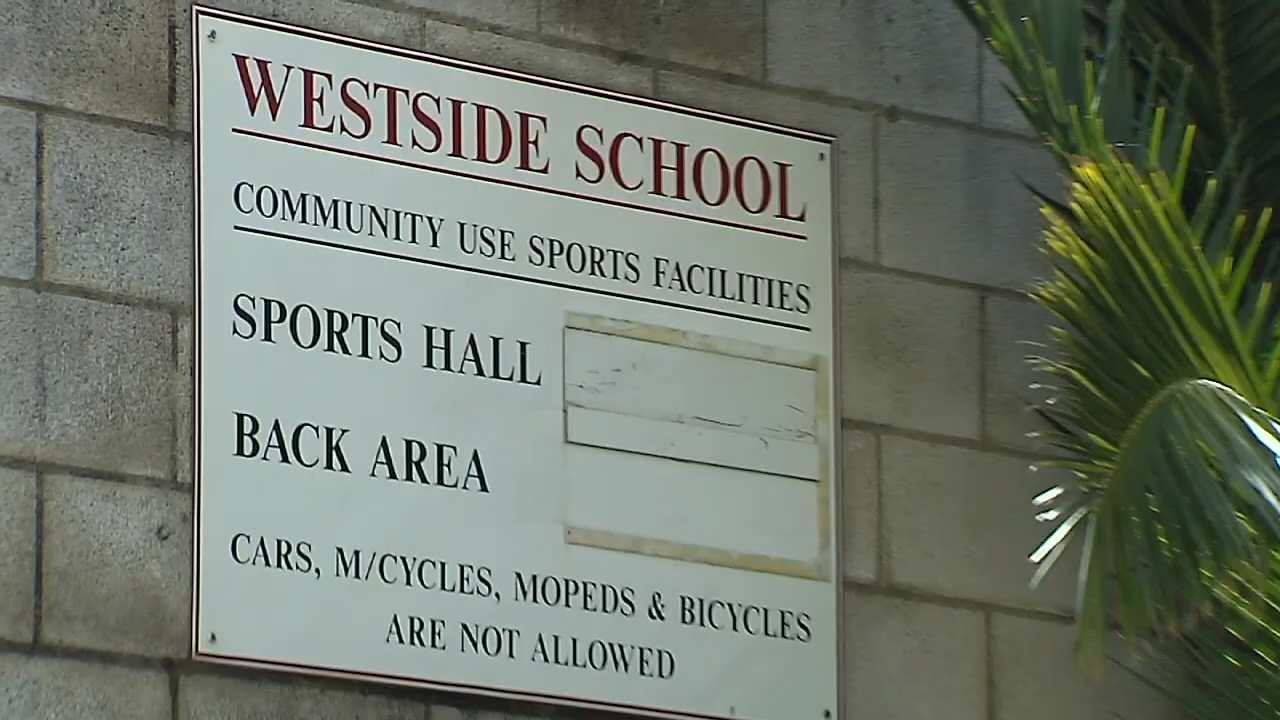 WESTSIDE SCHOOL
COMMUNITY USE SPORTS FACILITIES
SPORTS HALL
BACK AREA
CARS, M/CYCLES, MOPEDS & BICYCLES
ARE NOT ALLOWED